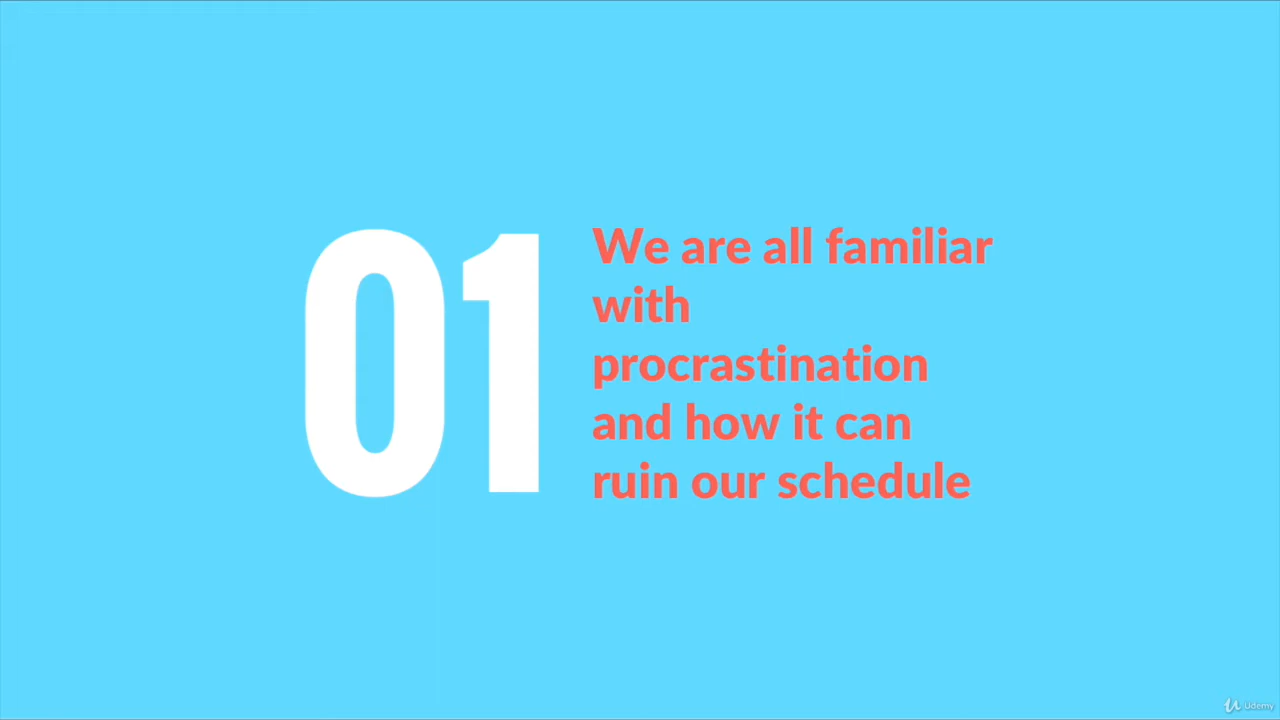 01
We are all familiar
with
procrastination
and how it can
ruin our schedule
Udemy